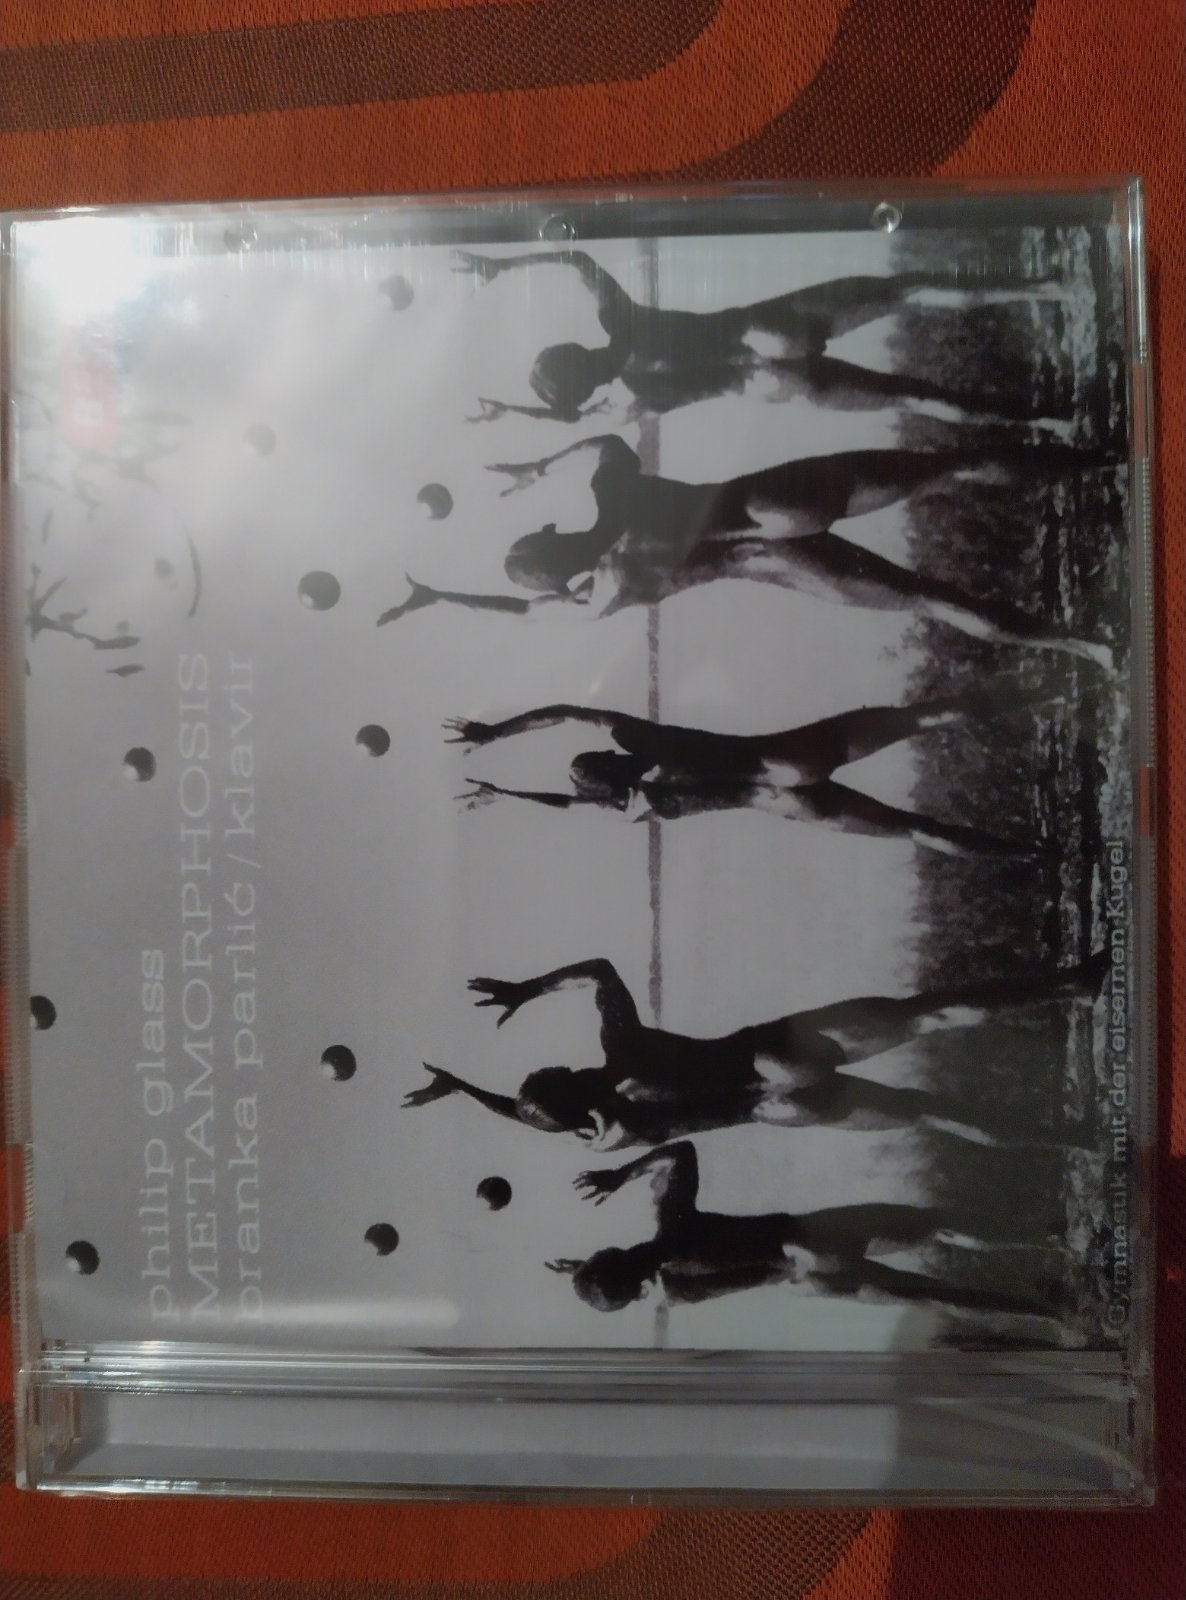 philip glass
METAMORPHOSIS
branka parlić / klavir
Gymnastik mit der eisernen Kugel